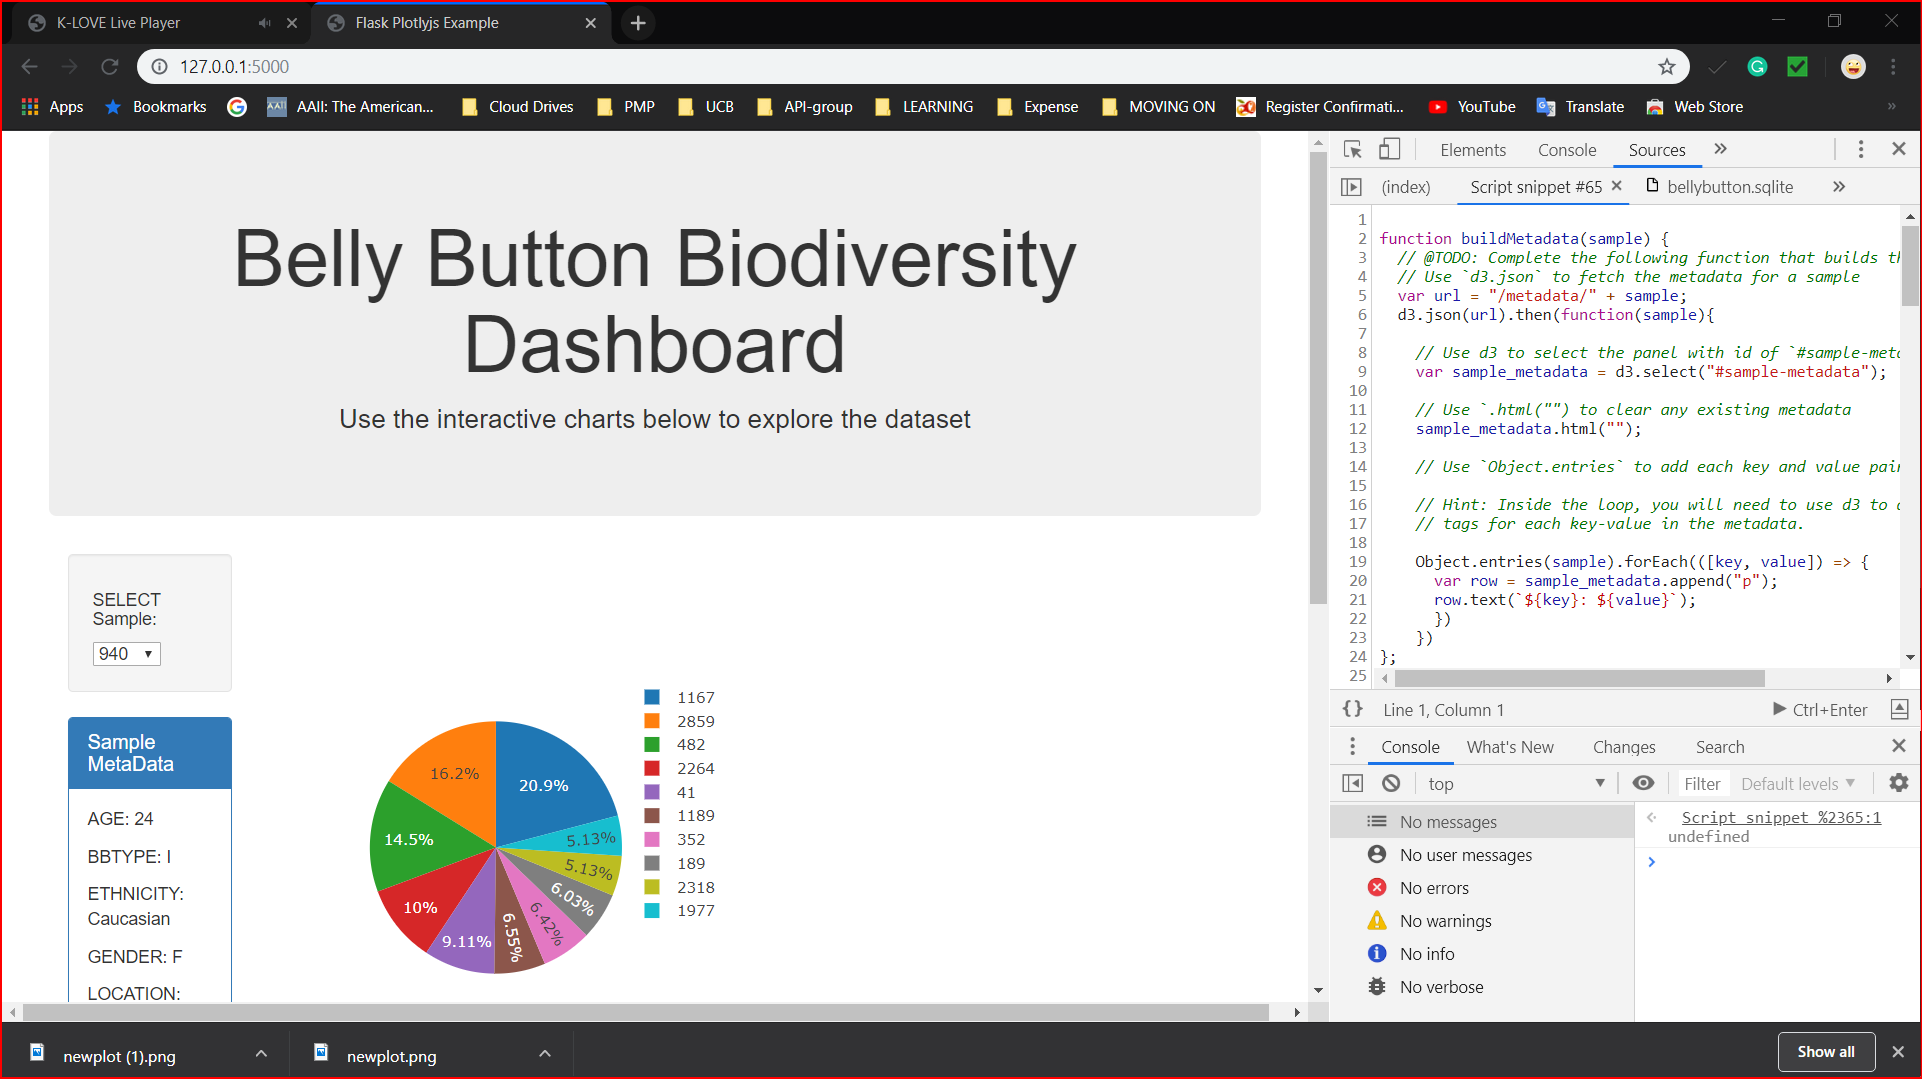 K-LOVE Live Player
Flask Plotlyjs Example
127.0.0.1:5000
Apps
Bookmarks
AAII: The American...
Cloud Drives
PMP
UCB
API-group
LEARNING
Expense
MOVING ON
Register Confirmati...
YouTube
Translate
Web Store
Belly Button Biodiversity
Dashboard
Use the interactive charts below to explore the dataset
SELECT
Sample:
940
Sample
MetaData
AGE: 24
BBTYPE: I
ETHNICITY:
Caucasian
GENDER: F
LOCATION:
20.9%
16.2%
14.5%
10%
9.11%
6.55%
6.42%
6.03%
5.13%
5.13%
1167
2859
482
2264
41
1189
352
189
2318
1977
Elements
Console
Sources
(index)
Script snippet #65
bellybutton.sqlite
1
2 function buildMetadata(sample) {
3 // @TODO: Complete the following function that builds th
4 // Use `d3.json` to fetch the metadata for a sample
5 var url = "/metadata/" + sample;
6 d3.json(url).then(function(sample){
7
8 // Use d3 to select the panel with id of `#sample-meta
9 var sample_metadata = d3.select("#sample-metadata");
10
11 // Use `.html("") to clear any existing metadata
12 sample_metadata.html("");
13
14 // Use `Object.entries` to add each key and value pair
15
16 // Hint: Inside the loop, you will need to use d3 to a
17 // tags for each key-value in the metadata.
18
19 Object.entries(sample).forEach(([key, value]) => {
20 var row = sample_metadata.append("p");
21 row.text(`${key}: ${value}`);
22 })
23 })
24 };
25
{} Line 1, Column 1
Ctrl+Enter
Console
What's New
Changes
Search
top
Filter
Default levels
No messages
No user messages
No errors
No warnings
No info
No verbose
Script snippet %2365:1
undefined
newplot (1).png
newplot.png
Show all